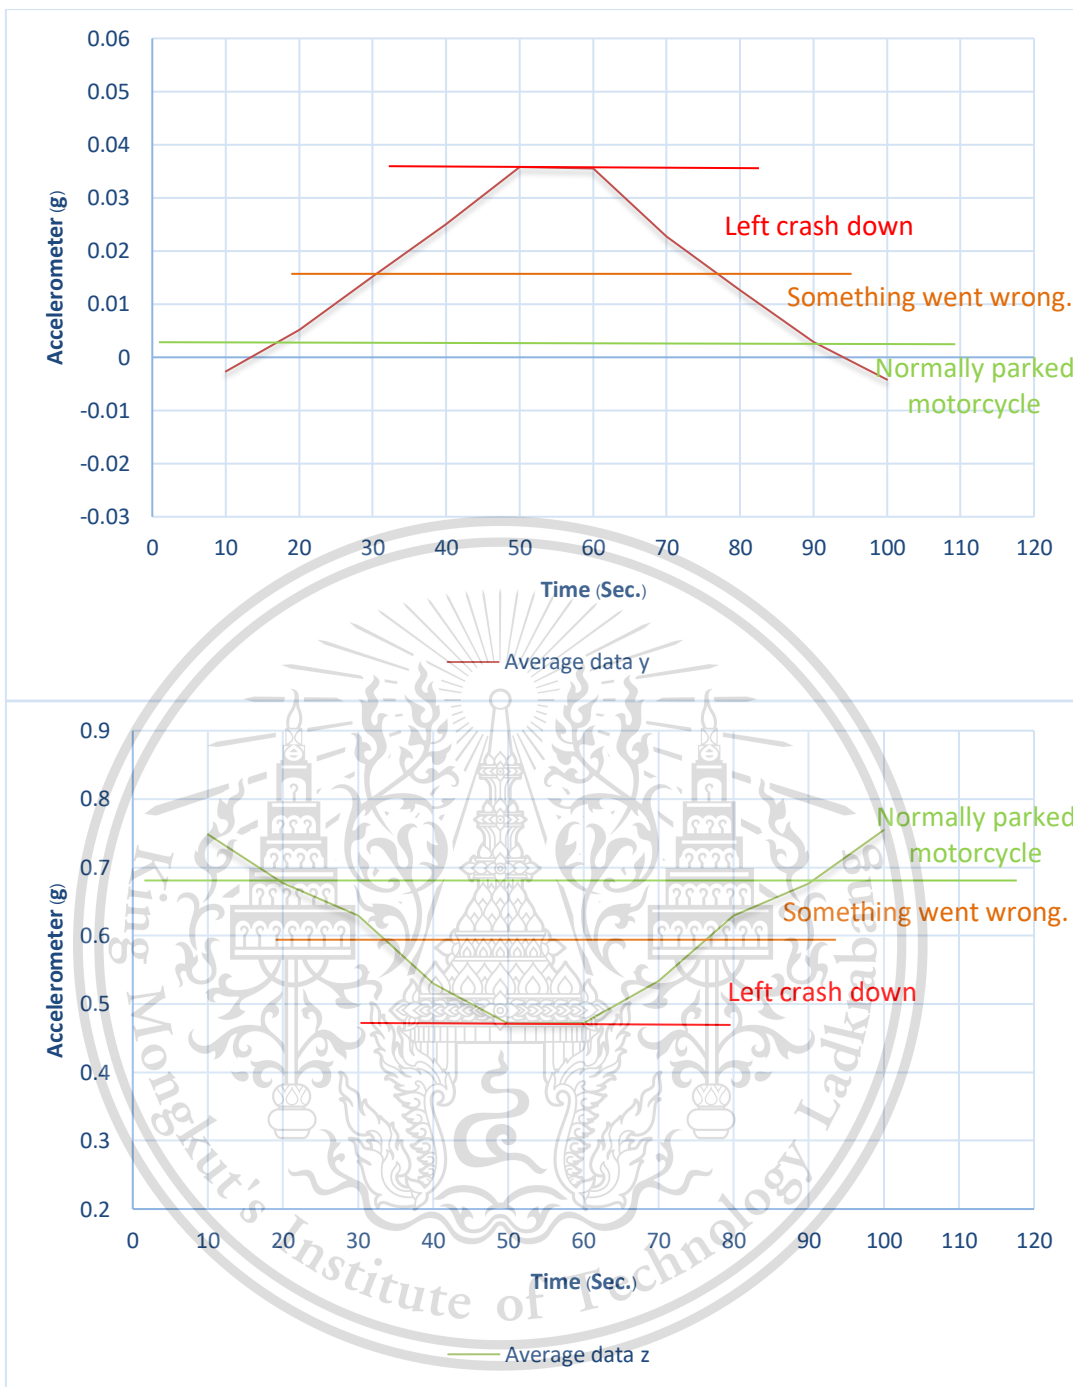 0.06
0.05
0.04
0.03
0.02
0.01
0
-0.01
-0.02
-0.03
Accelerometer (g)
Left crash down
Something went wrong.
Normally parked
motorcycle
0 10 20 30 40 50 60 70 80 90 100 110 120
Time (Sec.)
Average data y
0.9
0.8
0.7
0.6
0.5
0.4
0.3
0.2
Accelerometer (g)
Normally parked
motorcycle
Something went wrong.
Left crash down
0 10 20 30 40 50 60 70 80 90 100 110 120
Time (Sec.)
Average data z
King Mongkut's Institute of Technology Ladkrabang